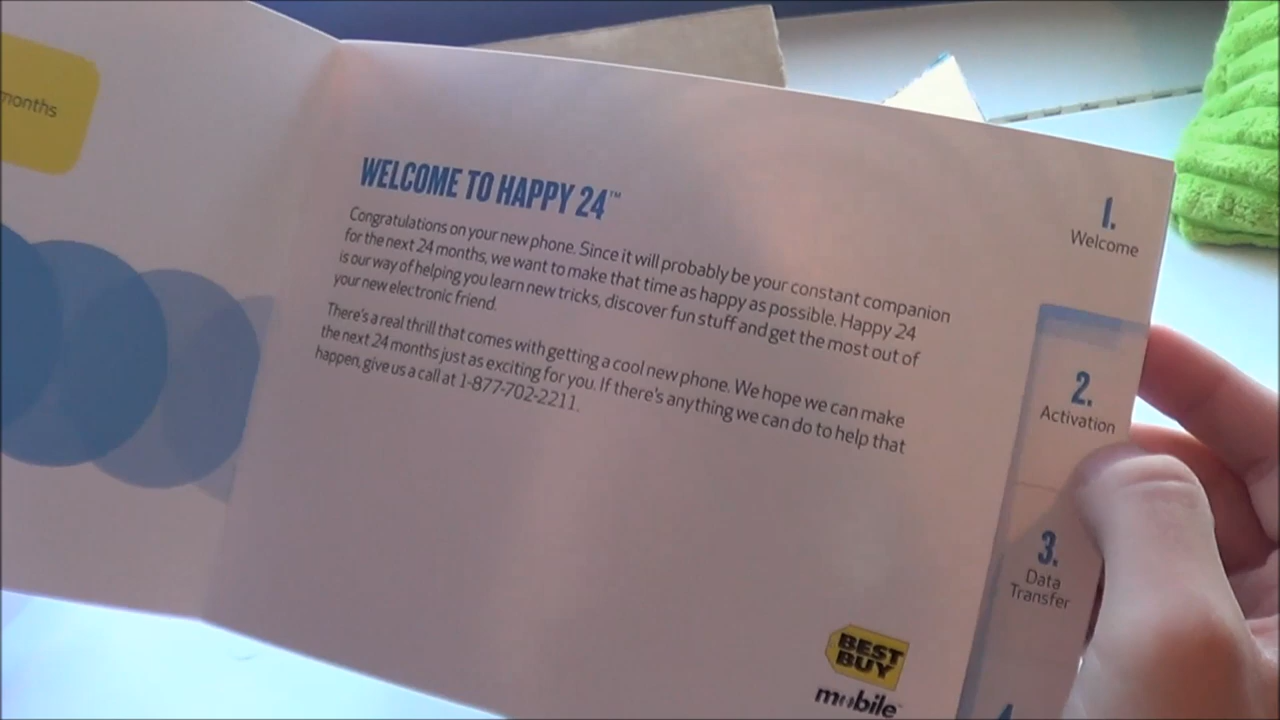 months
WELCOME TO HAPPY 24™
Congratulations on your new phone. Since it will probably be your constant companion
for the next 24 months, we want to make that time as happy as possible. Happy 24
is our way of helping you learn new tricks, discover fun stuff and get the most out of
your new electronic friend.
There's a real thrill that comes with getting a cool new phone. We hope we can make
the next 24 months just as exciting for you. If there's anything we can do to help that
happen, give us a call at 1-877-702-2211.
1.
Welcome
2.
Activation
3.
Data
Transfer
4.
BEST
BUY
mobile